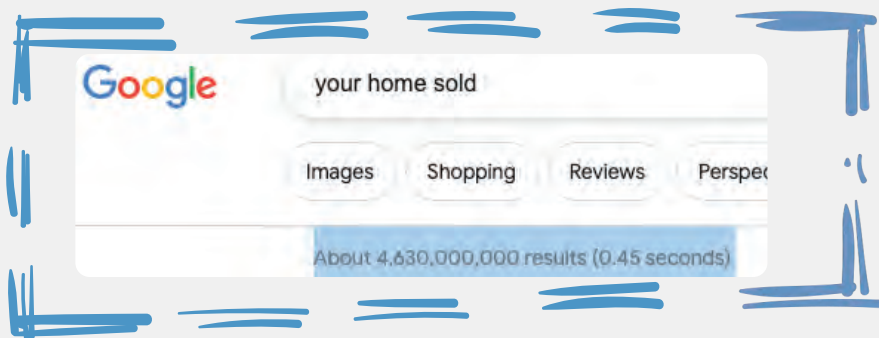 Google
your home sold
Images Shopping Reviews
About 4,630,000,000 results (0.45 seconds)